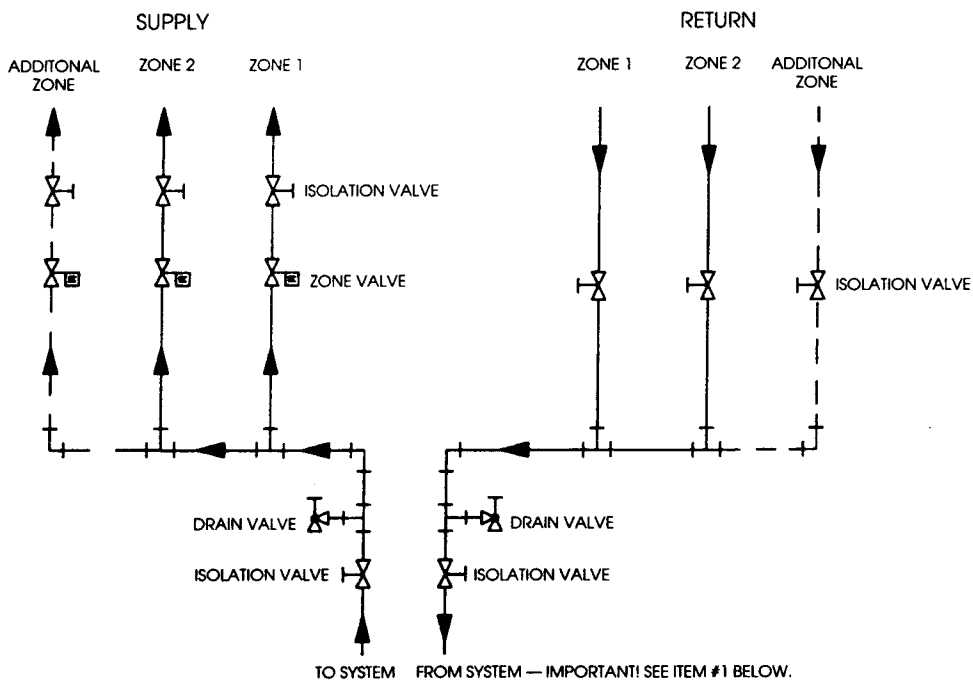 SUPPLY
RETURN
ADDITONAL
ZONE
ZONE 2
ZONE 1
ZONE 1
ZONE 2
ADDITIONAL
ZONE
ISOLATION VALVE
ZONE VALVE
ISOLATION VALVE
DRAIN VALVE
DRAIN VALVE
ISOLATION VALVE
ISOLATION VALVE
TO SYSTEM
FROM SYSTEM — IMPORTANT! SEE ITEM #1 BELOW.